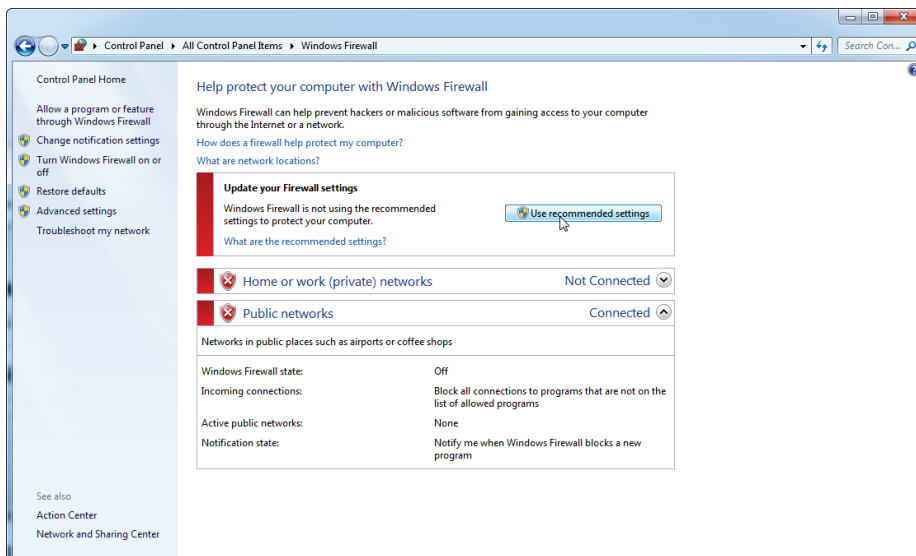 Control Panel ▸ All Control Panel Items ▸ Windows Firewall
Search Con...
Control Panel Home
Allow a program or feature
through Windows Firewall
Change notification settings
Turn Windows Firewall on or
off
Restore defaults
Advanced settings
Troubleshoot my network
Help protect your computer with Windows Firewall
Windows Firewall can help prevent hackers or malicious software from gaining access to your computer
through the Internet or a network.
How does a firewall help protect my computer?
What are network locations?
Update your Firewall settings
Windows Firewall is not using the recommended
settings to protect your computer.
Use recommended settings
What are the recommended settings?
Home or work (private) networks Not Connected
Public networks Connected
Networks in public places such as airports or coffee shops
Windows Firewall state: Off
Incoming connections: Block all connections to programs that are not on the
list of allowed programs
Active public networks: None
Notification state: Notify me when Windows Firewall blocks a new
program
See also
Action Center
Network and Sharing Center